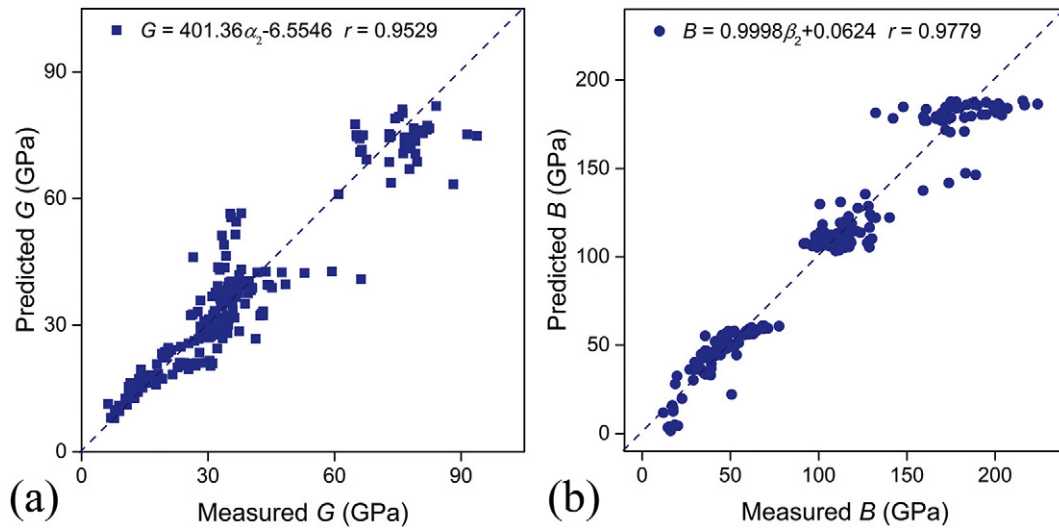 G = 401.36α₂-6.5546 r = 0.9529
90
60
30
0
Predicted G (GPa)
0 30 60 90
Measured G (GPa)
(a)
B = 0.9998β₂+0.0624 r = 0.9779
200
150
100
50
0
Predicted B (GPa)
0 50 100 150 200
Measured B (GPa)
(b)